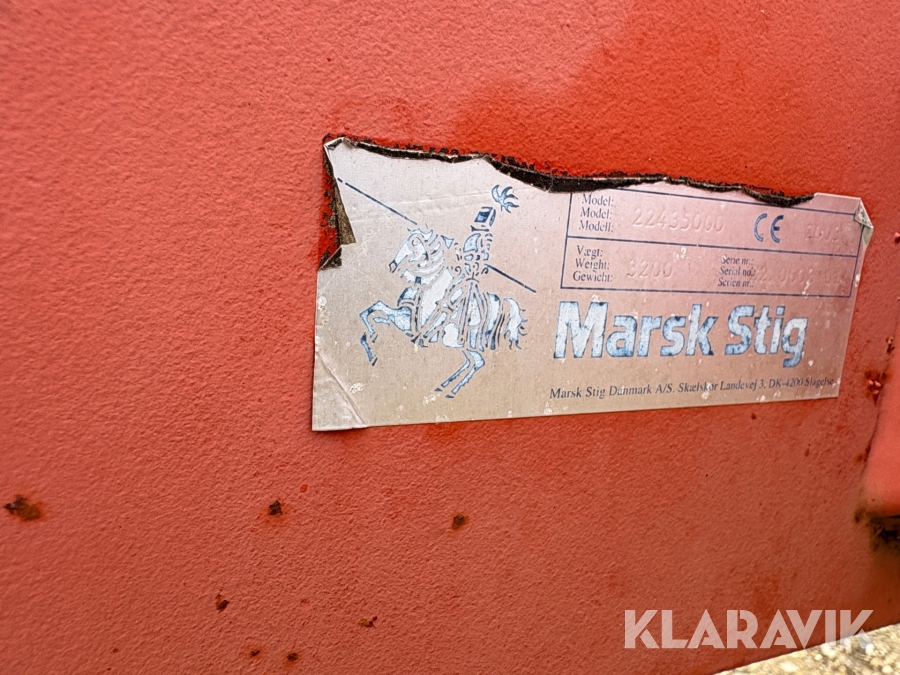 Model:
Model: 22435000 CE
Modell:
Vægt: Serie nr.:
Weight: 3200 Serial no.:
Gewicht: Serien nr.:
Marsk Stig
Marsk Stig Danmark A/S. Skælskør Landevej 3, DK-4200 Slagelse
KLARAVIK